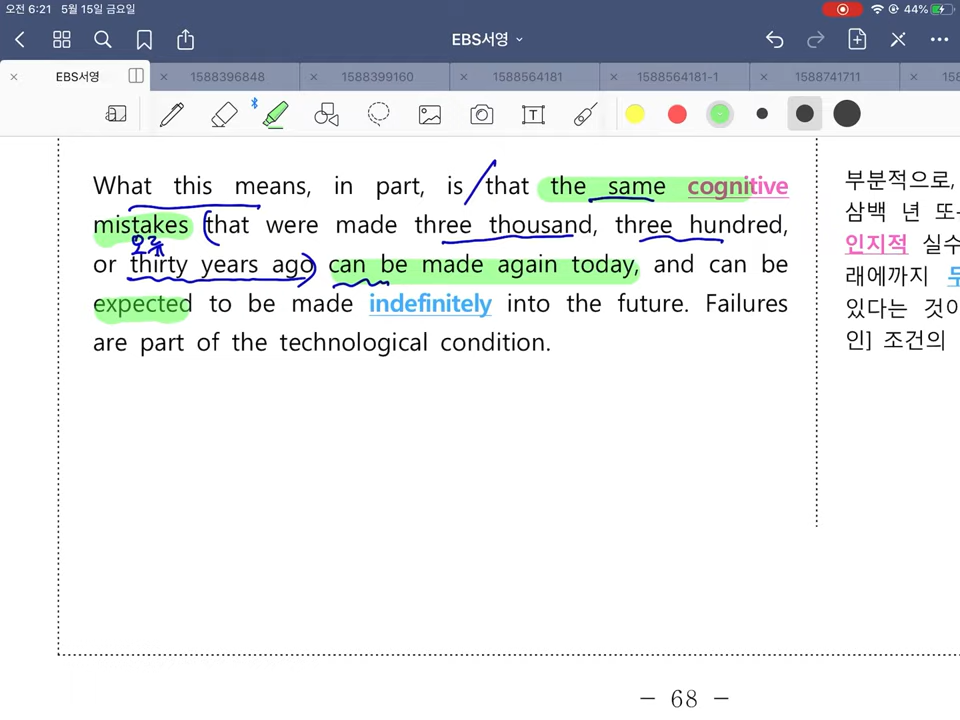 오전 6:21 5월 15일 금요일
44%
EBS서영
EBS서영
1588396848
1588399160
1588564181
1588564181-1
1588741711
158
What this means, in part, is that the same cognitive
mistakes (that were made three thousand, three hundred,
오류
or thirty years ago) can be made again today, and can be
expected to be made indefinitely into the future. Failures
are part of the technological condition.
부분적으로,
삼백 년 또
인지적 실수
래에까지
있다는 것이
인] 조건의
- 68 -